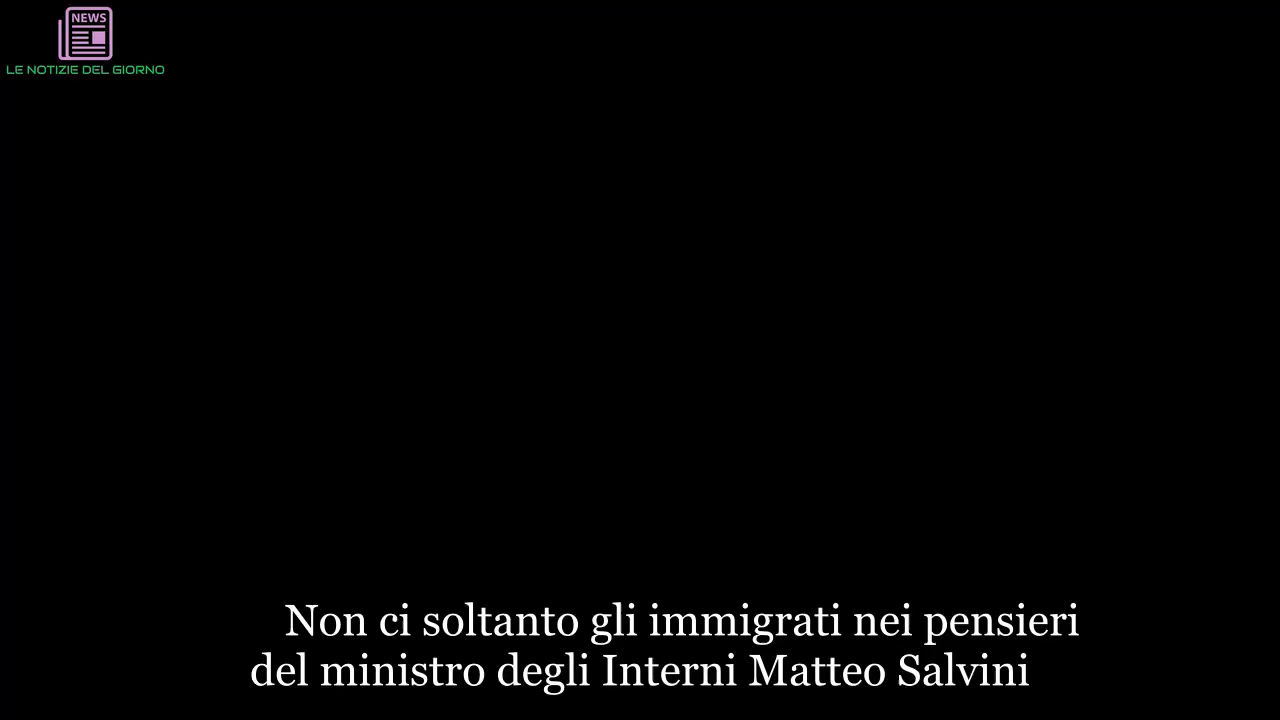 NEWS
LE NOTIZIE DEL GIORNO
Non ci soltanto gli immigrati nei pensieri
del ministro degli Interni Matteo Salvini